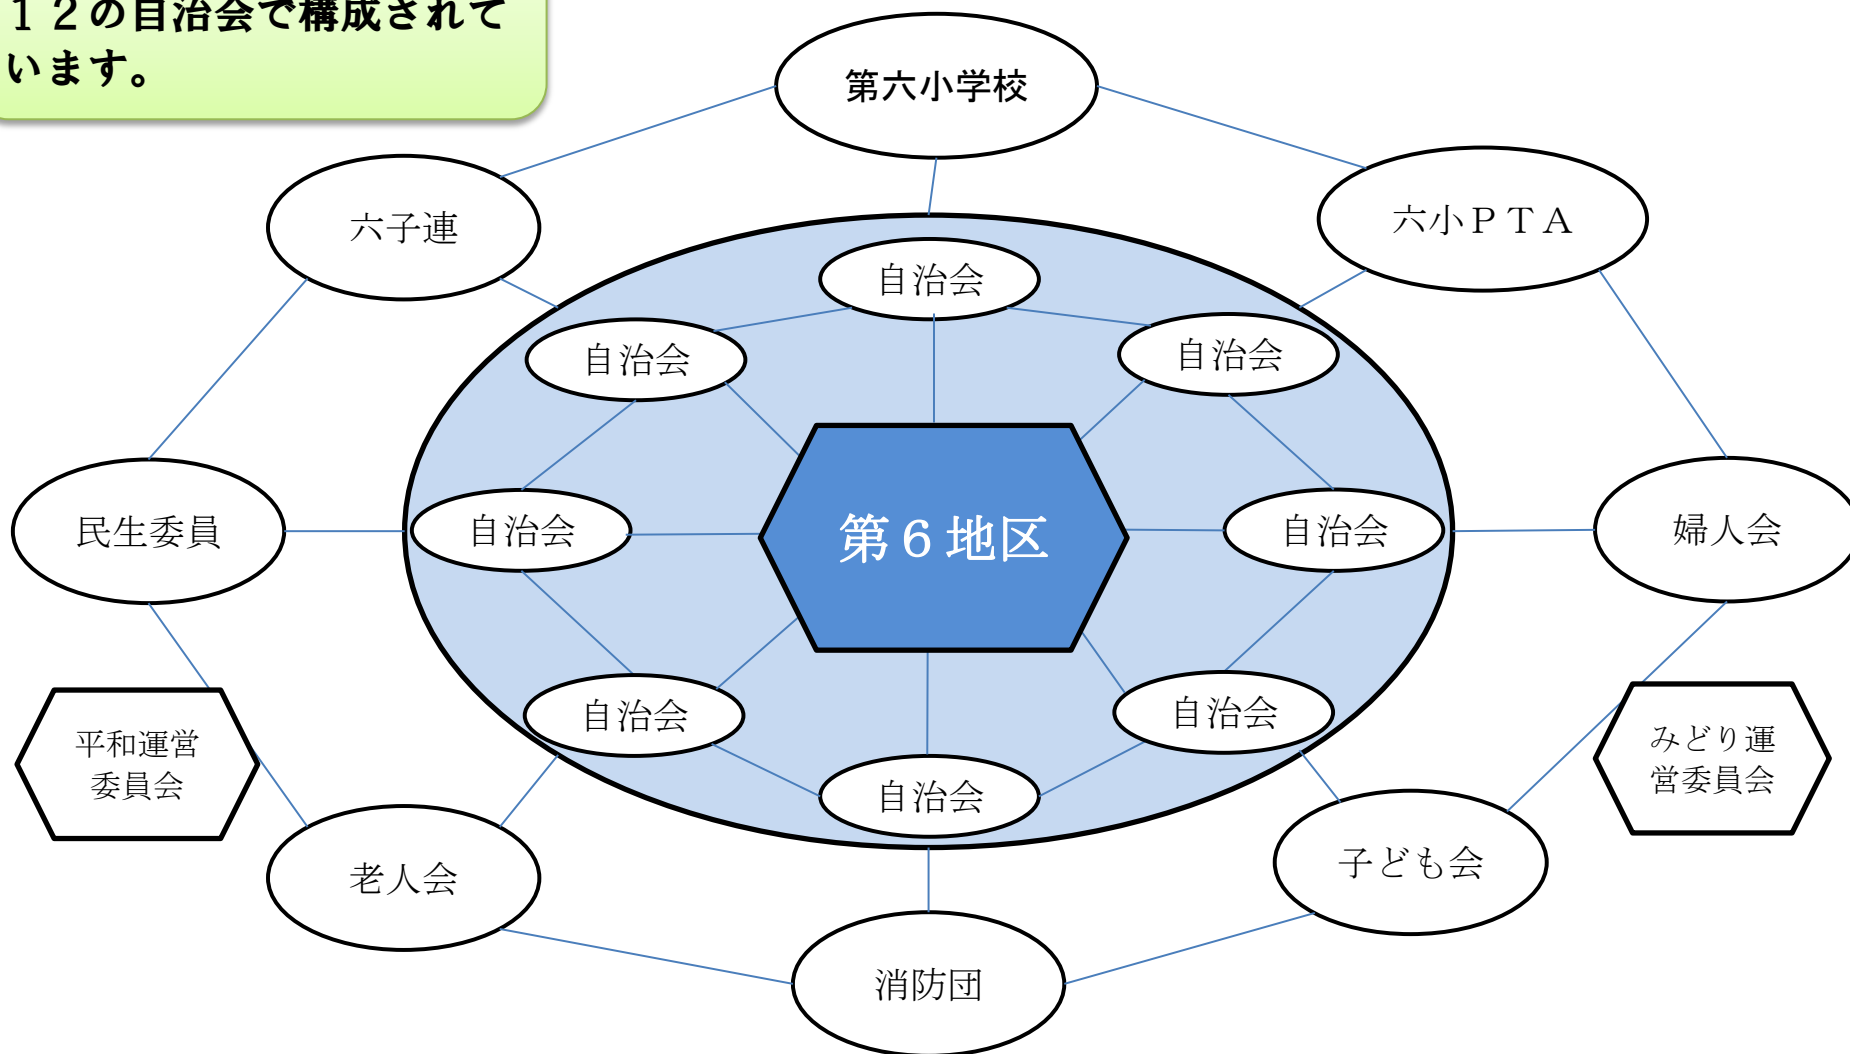 １２の自治会で構成されて
います。
第六小学校
六子連
六小ＰＴＡ
自治会
自治会
自治会
民生委員
自治会
第６地区
自治会
婦人会
自治会
自治会
平和運営
委員会
みどり運
営委員会
自治会
老人会
子ども会
消防団